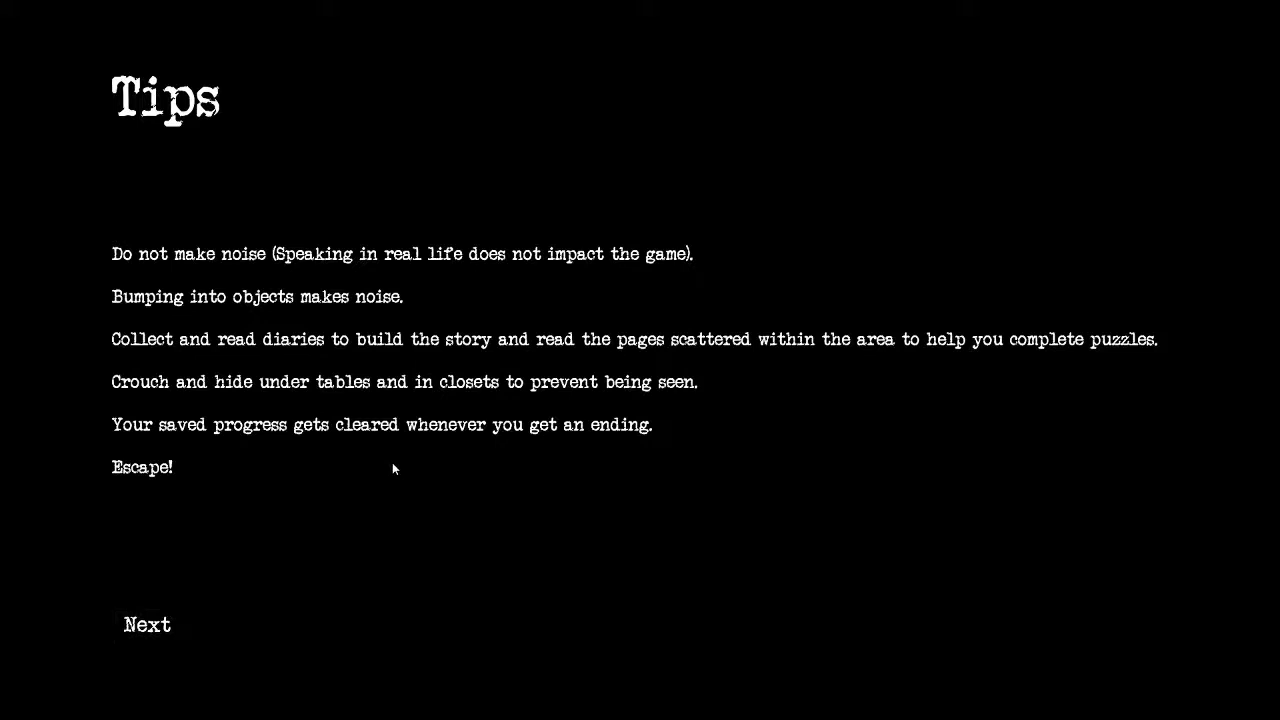 Tips
Do not make noise (Speaking in real life does not impact the game).
Bumping into objects makes noise.
Collect and read diaries to build the story and read the pages scattered within the area to help you complete puzzles.
Crouch and hide under tables and in closets to prevent being seen.
Your saved progress gets cleared whenever you get an ending.
Escape!
Next